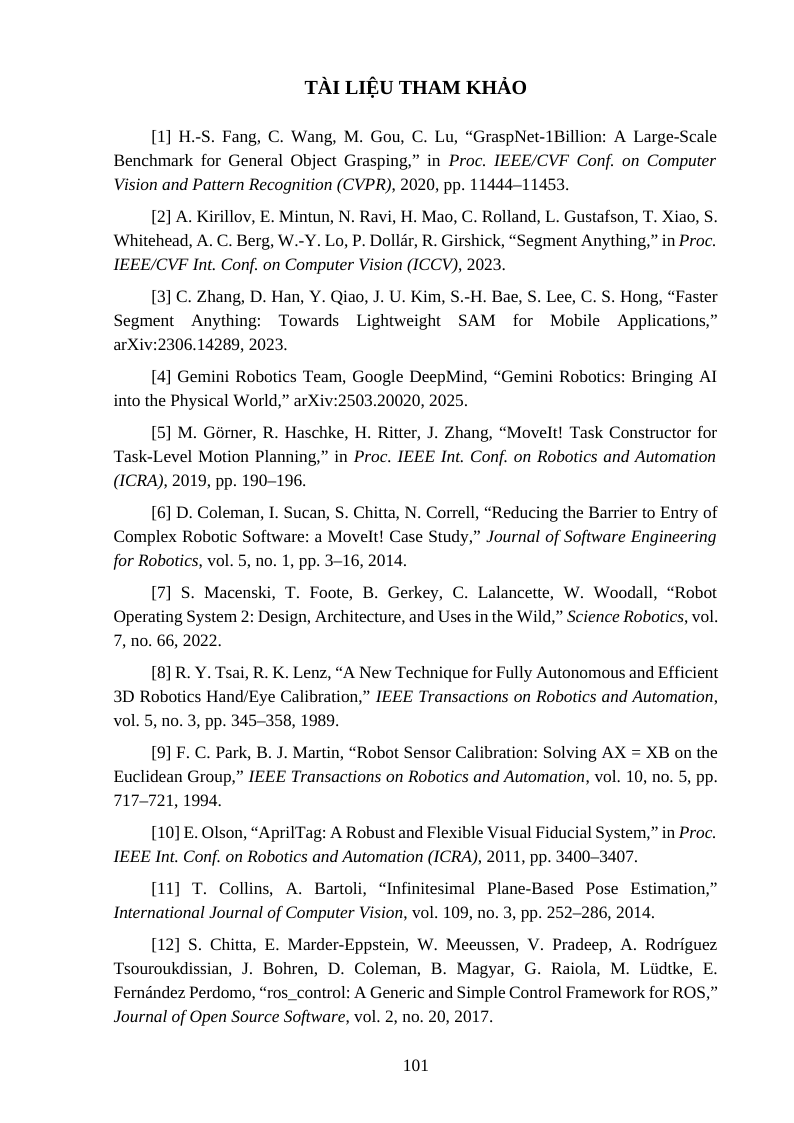 TÀI LIỆU THAM KHẢO
[1] H.-S. Fang, C. Wang, M. Gou, C. Lu, “GraspNet-1Billion: A Large-Scale
Benchmark for General Object Grasping,” in Proc. IEEE/CVF Conf. on Computer
Vision and Pattern Recognition (CVPR), 2020, pp. 11444–11453.
[2] A. Kirillov, E. Mintun, N. Ravi, H. Mao, C. Rolland, L. Gustafson, T. Xiao, S.
Whitehead, A. C. Berg, W.-Y. Lo, P. Dollár, R. Girshick, “Segment Anything,” in Proc.
IEEE/CVF Int. Conf. on Computer Vision (ICCV), 2023.
[3] C. Zhang, D. Han, Y. Qiao, J. U. Kim, S.-H. Bae, S. Lee, C. S. Hong, “Faster
Segment Anything: Towards Lightweight SAM for Mobile Applications,”
arXiv:2306.14289, 2023.
[4] Gemini Robotics Team, Google DeepMind, “Gemini Robotics: Bringing AI
into the Physical World,” arXiv:2503.20020, 2025.
[5] M. Görner, R. Haschke, H. Ritter, J. Zhang, “MoveIt! Task Constructor for
Task-Level Motion Planning,” in Proc. IEEE Int. Conf. on Robotics and Automation
(ICRA), 2019, pp. 190–196.
[6] D. Coleman, I. Sucan, S. Chitta, N. Correll, “Reducing the Barrier to Entry of
Complex Robotic Software: a MoveIt! Case Study,” Journal of Software Engineering
for Robotics, vol. 5, no. 1, pp. 3–16, 2014.
[7] S. Macenski, T. Foote, B. Gerkey, C. Lalancette, W. Woodall, “Robot
Operating System 2: Design, Architecture, and Uses in the Wild,” Science Robotics, vol.
7, no. 66, 2022.
[8] R. Y. Tsai, R. K. Lenz, “A New Technique for Fully Autonomous and Efficient
3D Robotics Hand/Eye Calibration,” IEEE Transactions on Robotics and Automation,
vol. 5, no. 3, pp. 345–358, 1989.
[9] F. C. Park, B. J. Martin, “Robot Sensor Calibration: Solving AX = XB on the
Euclidean Group,” IEEE Transactions on Robotics and Automation, vol. 10, no. 5, pp.
717–721, 1994.
[10] E. Olson, “AprilTag: A Robust and Flexible Visual Fiducial System,” in Proc.
IEEE Int. Conf. on Robotics and Automation (ICRA), 2011, pp. 3400–3407.
[11] T. Collins, A. Bartoli, “Infinitesimal Plane-Based Pose Estimation,”
International Journal of Computer Vision, vol. 109, no. 3, pp. 252–286, 2014.
[12] S. Chitta, E. Marder-Eppstein, W. Meeussen, V. Pradeep, A. Rodríguez
Tsouroukdissian, J. Bohren, D. Coleman, B. Magyar, G. Raiola, M. Lüdtke, E.
Fernández Perdomo, “ros_control: A Generic and Simple Control Framework for ROS,”
Journal of Open Source Software, vol. 2, no. 20, 2017.
101